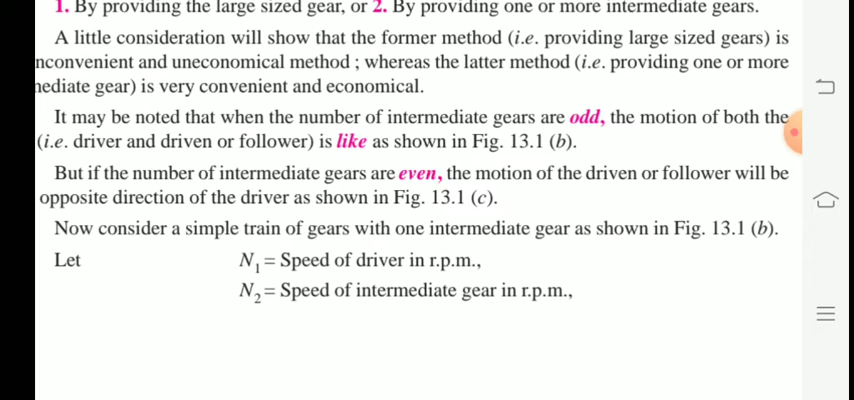 1. By providing the large sized gear, or 2. By providing one or more intermediate gears.
A little consideration will show that the former method (i.e. providing large sized gears) is
nconvenient and uneconomical method ; whereas the latter method (i.e. providing one or more
nediate gear) is very convenient and economical.
It may be noted that when the number of intermediate gears are odd, the motion of both the
(i.e. driver and driven or follower) is like as shown in Fig. 13.1 (b).
But if the number of intermediate gears are even, the motion of the driven or follower will be
opposite direction of the driver as shown in Fig. 13.1 (c).
Now consider a simple train of gears with one intermediate gear as shown in Fig. 13.1 (b).
Let N₁ = Speed of driver in r.p.m.,
N₂ = Speed of intermediate gear in r.p.m.,